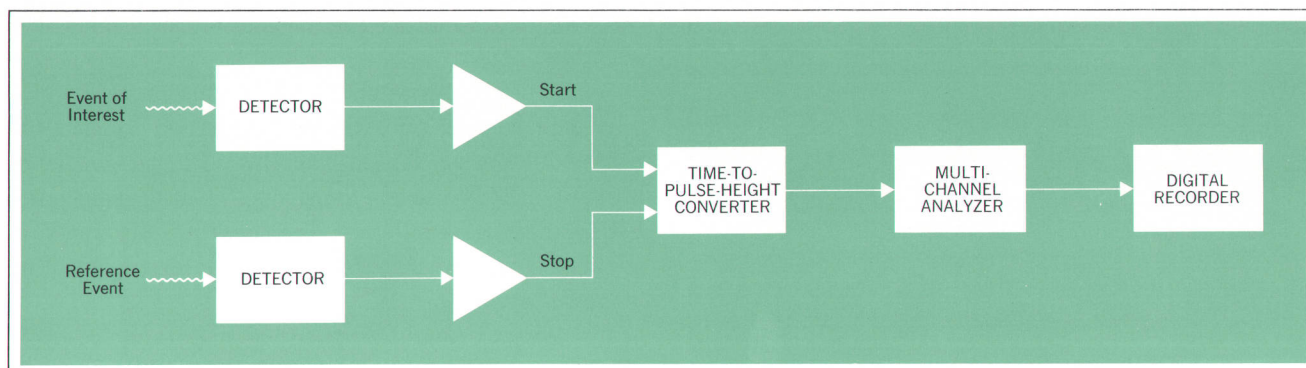 Event of
Interest
DETECTOR
Start
TIME-TO-
PULSE-HEIGHT
CONVERTER
MULTI-
CHANNEL
ANALYZER
DIGITAL
RECORDER
Reference
Event
DETECTOR
Stop